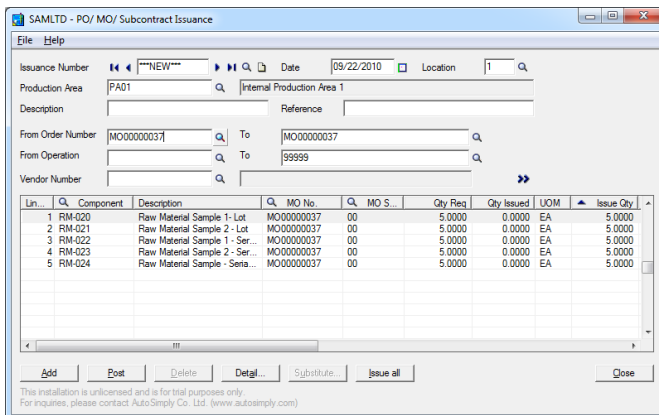 SAMLTD - PO/ MO/ Subcontract Issuance
File Help
Issuance Number ***NEW*** Date 09/22/2010 Location 1
Production Area PA01 Internal Production Area 1
Description Reference
From Order Number MO00000037 To MO00000037
From Operation To 99999
Vendor Number
Lin... Component Description MO No. MO S... Qty Req Qty Issued UOM Issue Qty
1 RM-020 Raw Material Sample 1- Lot MO00000037 00 5.0000 0.0000 EA 5.0000
2 RM-021 Raw Material Sample 2 - Lot MO00000037 00 5.0000 0.0000 EA 5.0000
3 RM-022 Raw Material Sample 1 - Ser... MO00000037 00 5.0000 0.0000 EA 5.0000
4 RM-023 Raw Material Sample 2 - Ser... MO00000037 00 5.0000 0.0000 EA 5.0000
5 RM-024 Raw Material Sample - Seria... MO00000037 00 5.0000 0.0000 EA 5.0000
Add Post Delete Detail... Substitute... Issue all Close
This installation is unlicensed and is for trial purposes only.
For inquiries, please contact AutoSimply Co. Ltd. (www.autosimply.com)